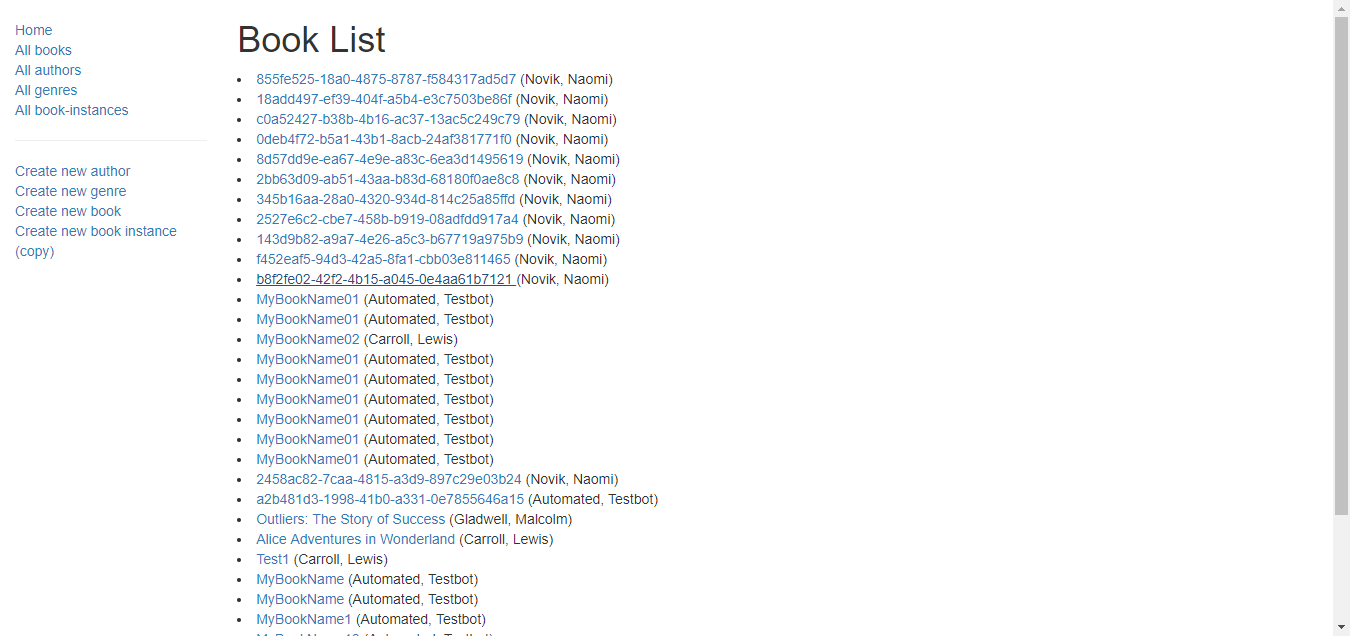 Home
All books
All authors
All genres
All book-instances
Create new author
Create new genre
Create new book
Create new book instance
(copy)
Book List
855fe525-18a0-4875-8787-f584317ad5d7 (Novik, Naomi)
18add497-ef39-404f-a5b4-e3c7503be86f (Novik, Naomi)
c0a52427-b38b-4b16-ac37-13ac5c249c79 (Novik, Naomi)
0deb4f72-b5a1-43b1-8acb-24af381771f0 (Novik, Naomi)
8d57dd9e-ea67-4e9e-a83c-6ea3d1495619 (Novik, Naomi)
2bb63d09-ab51-43aa-b83d-68180f0ae8c8 (Novik, Naomi)
345b16aa-28a0-4320-934d-814c25a85ffd (Novik, Naomi)
2527e6c2-cbe7-458b-b919-08adfdd917a4 (Novik, Naomi)
143d9b82-a9a7-4e26-a5c3-b67719a975b9 (Novik, Naomi)
f452eaf5-94d3-42a5-8fa1-cbb03e811465 (Novik, Naomi)
b8f2fe02-42f2-4b15-a045-0e4aa61b7121 (Novik, Naomi)
MyBookName01 (Automated, Testbot)
MyBookName01 (Automated, Testbot)
MyBookName02 (Carroll, Lewis)
MyBookName01 (Automated, Testbot)
MyBookName01 (Automated, Testbot)
MyBookName01 (Automated, Testbot)
MyBookName01 (Automated, Testbot)
MyBookName01 (Automated, Testbot)
MyBookName01 (Automated, Testbot)
2458ac82-7caa-4815-a3d9-897c29e03b24 (Novik, Naomi)
a2b481d3-1998-41b0-a331-0e7855646a15 (Automated, Testbot)
Outliers: The Story of Success (Gladwell, Malcolm)
Alice Adventures in Wonderland (Carroll, Lewis)
Test1 (Carroll, Lewis)
MyBookName (Automated, Testbot)
MyBookName (Automated, Testbot)
MyBookName1 (Automated, Testbot)